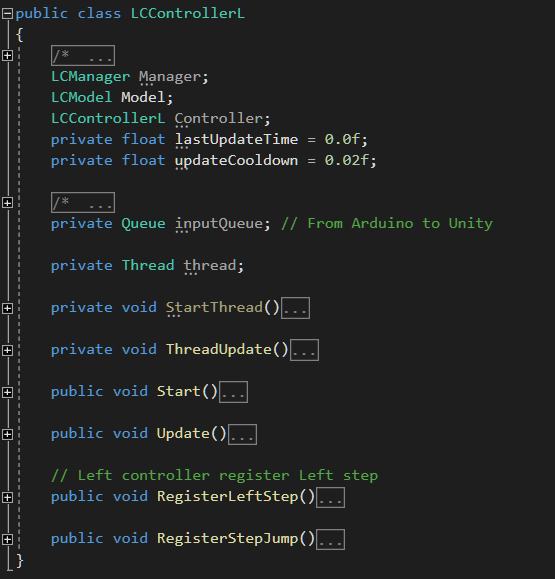 public class LCControllerL
{
/* ...
LCManager Manager;
LCModel Model;
LCControllerL Controller;
private float lastUpdateTime = 0.0f;
private float updateCooldown = 0.02f;
/* ...
private Queue inputQueue; // From Arduino to Unity
private Thread thread;
private void StartThread()...
private void ThreadUpdate()...
public void Start()...
public void Update()...
// Left controller register Left step
public void RegisterLeftStep()...
public void RegisterStepJump()...
}